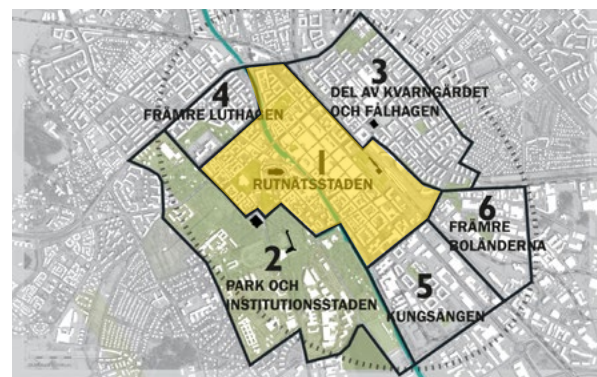 3
DEL AV KVARNGÄRDET
OCH FÅLHAGEN
4
FRÄMRE LUTHAGEN
1
RUTNÄTSSTADEN
6
FRÄMRE
BOLÄNDERNA
2
PARK OCH
INSTITUTIONSSTADEN
5
KUNGSÄNGEN